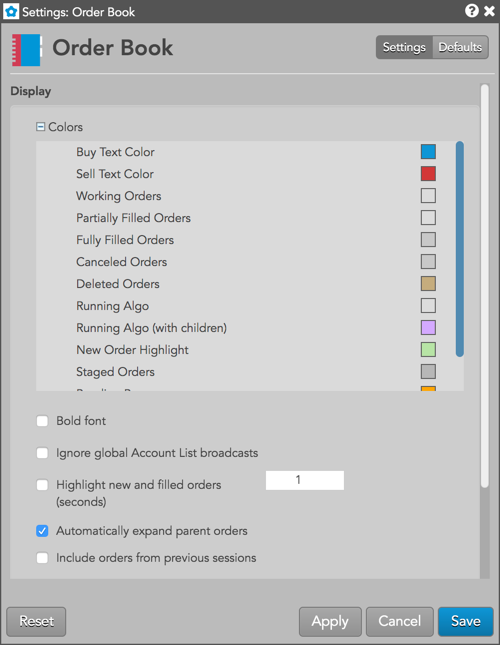 Settings: Order Book
Order Book
Settings Defaults
Display
Colors
Buy Text Color
Sell Text Color
Working Orders
Partially Filled Orders
Fully Filled Orders
Canceled Orders
Deleted Orders
Running Algo
Running Algo (with children)
New Order Highlight
Staged Orders
Bold font
Ignore global Account List broadcasts
Highlight new and filled orders 1
(seconds)
Automatically expand parent orders
Include orders from previous sessions
Reset Apply Cancel Save